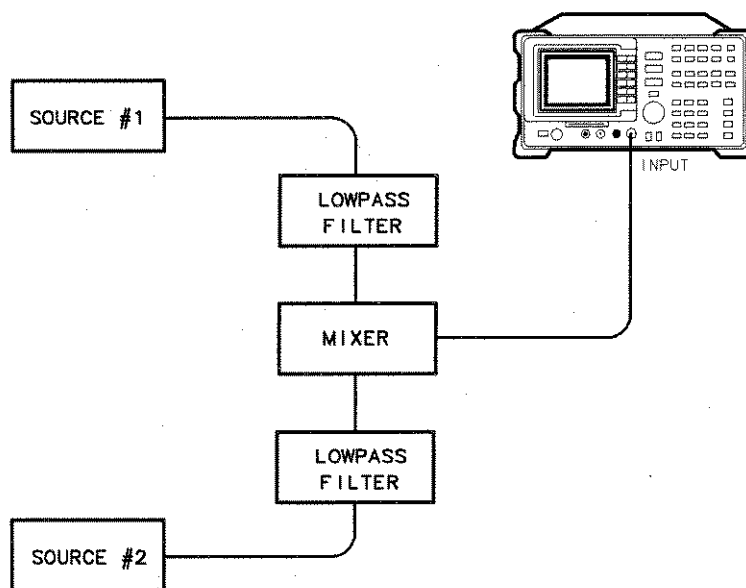 SOURCE #1
INPUT
LOWPASS
FILTER
MIXER
LOWPASS
FILTER
SOURCE #2